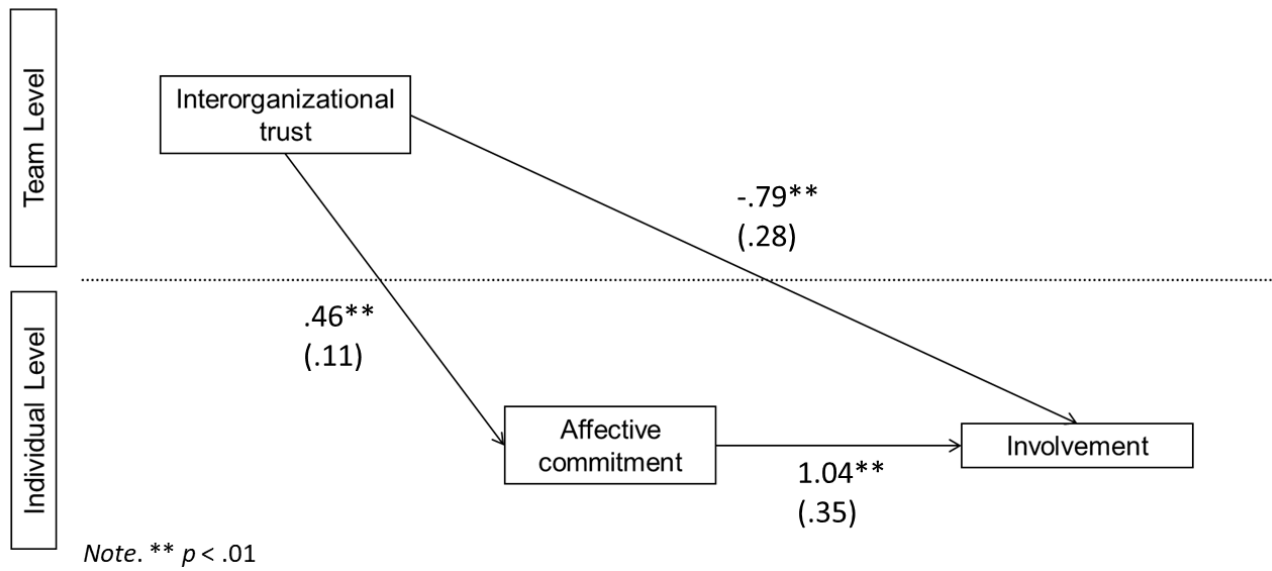 Team Level
Interorganizational
trust
-.79**
(.28)
.46**
(.11)
Individual Level
Affective
commitment
1.04**
(.35)
Involvement
Note. ** p < .01